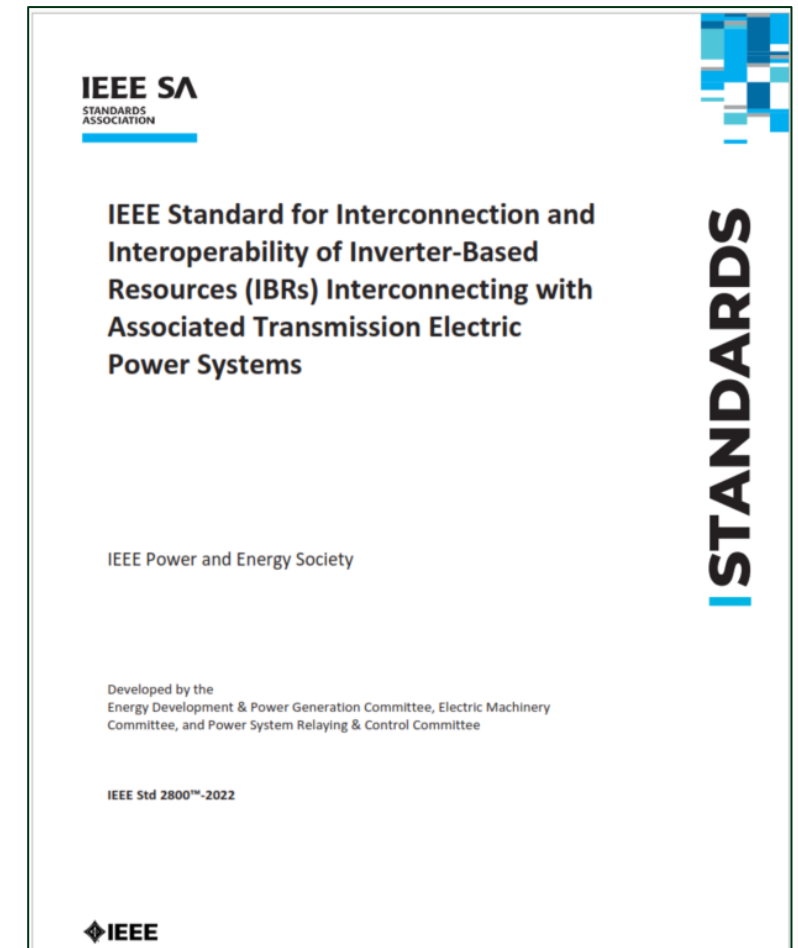 IEEE SA
STANDARDS
ASSOCIATION
IEEE Standard for Interconnection and
Interoperability of Inverter-Based
Resources (IBRs) Interconnecting with
Associated Transmission Electric
Power Systems
STANDARDS
IEEE Power and Energy Society
Developed by the
Energy Development & Power Generation Committee, Electric Machinery
Committee, and Power System Relaying & Control Committee
IEEE Std 2800™-2022
IEEE